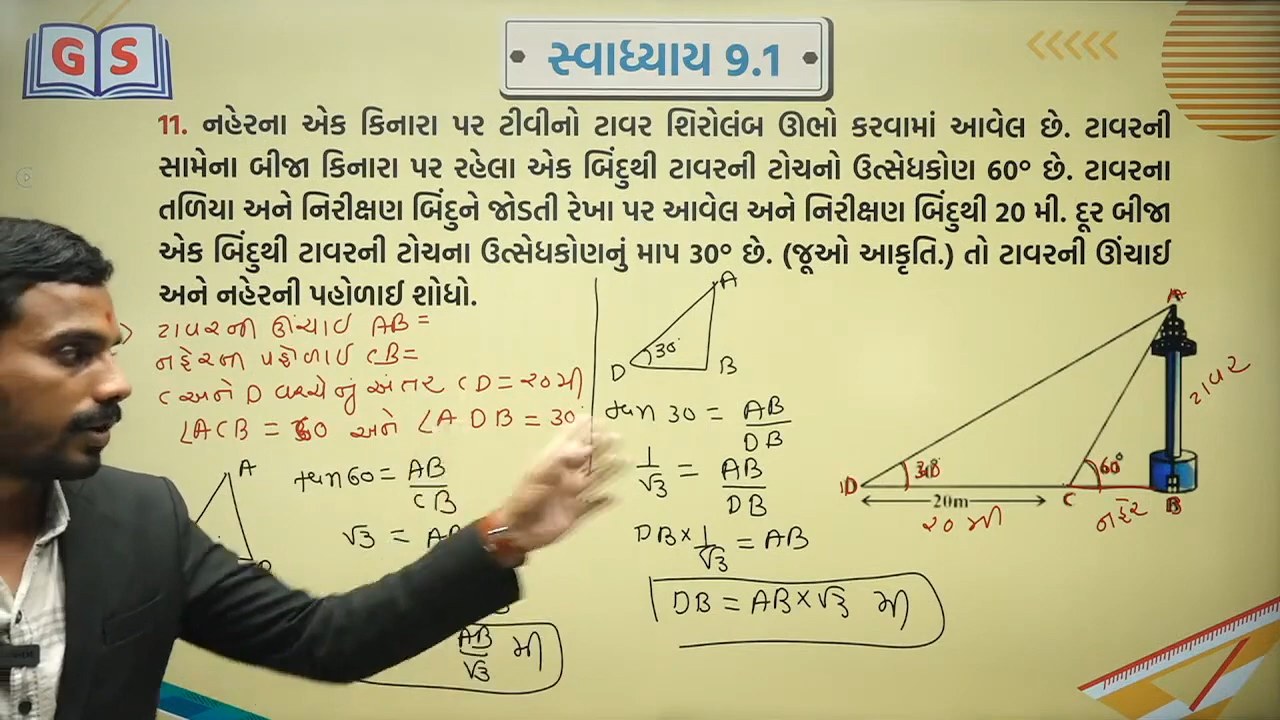 GS
સ્વાધ્યાય 9.1
11. નહેરના એક કિનારા પર ટીવીનો ટાવર શિરોલંબ ઊભો કરવામાં આવેલ છે. ટાવરની
સામેના બીજા કિનારા પર રહેલા એક બિંદુથી ટાવરની ટોચનો ઉત્સેધકોણ 60° છે. ટાવરના
તળિયા અને નિરીક્ષણ બિંદુને જોડતી રેખા પર આવેલ અને નિરીક્ષણ બિંદુથી 20 મી. દૂર બીજા
એક બિંદુથી ટાવરની ટોચના ઉત્સેધકોણનું માપ 30° છે. (જૂઓ આકૃતિ.) તો ટાવરની ઊંચાઈ
અને નહેરની પહોળાઈ શોધો.
ટાવરની ઊંચાઈ AB =
નહેરની પહોળાઈ CB =
C અને D વચ્ચેનું અંતર CD = ૨૦ મી
∠ACB = 60 અને ∠ADB = 30
A
tan 60 = AB/CB
√3 = AB
AB/√3 મી
A
30°
D
B
tan 30 = AB/DB
1/√3 = AB/DB
DB × 1/√3 = AB
DB = AB × √3 મી
A
ટાવર
D
30°
60°
20m
C
B
૨૦ મી
નહેર